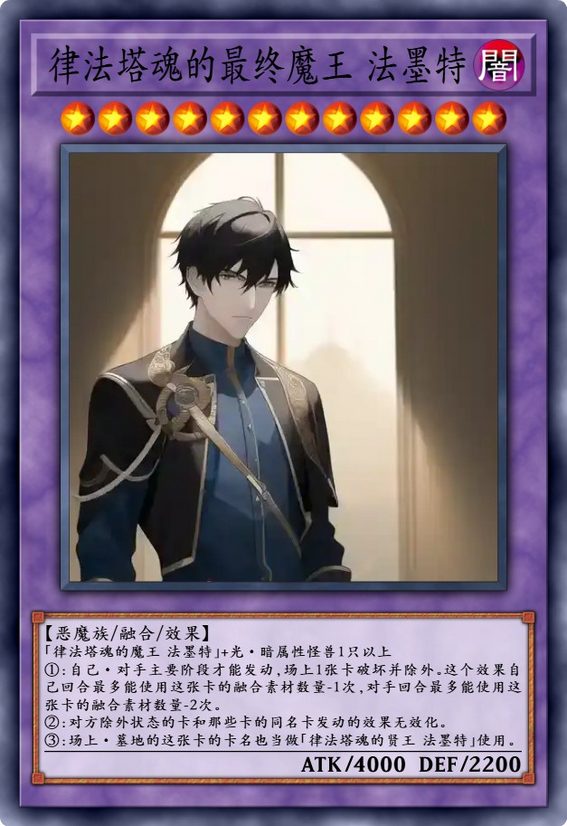 律法塔魂的最终魔王 法墨特
闇
【恶魔族/融合/效果】
「律法塔魂的魔王 法墨特」+光·暗属性怪兽1只以上
①:自己·对手主要阶段才能发动,场上1张卡破坏并除外。这个效果自
己回合最多能使用这张卡的融合素材数量-1次,对手回合最多能使用这
张卡的融合素材数量-2次。
②:对方除外状态的卡和那些卡的同名卡发动的效果无效化。
③:场上·墓地的这张卡的卡名也当做「律法塔魂的贤王 法墨特」使用。
ATK/4000 DEF/2200